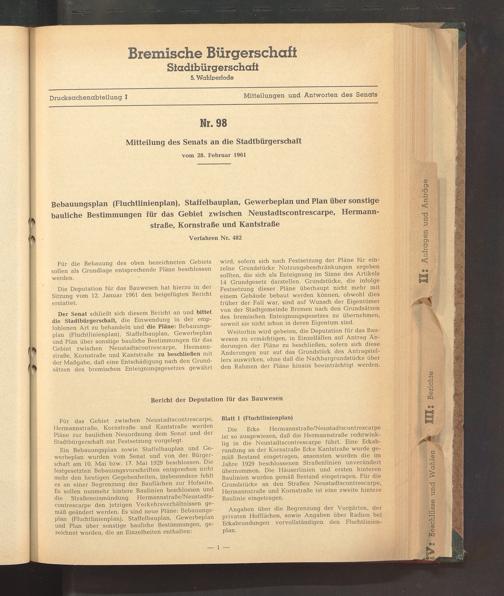 Bremische Bürgerschaft
Stadtbürgerschaft
5. Wahlperiode
Drucksachenabteilung I
Mitteilungen und Antworten des Senats
Nr. 98
Mitteilung des Senats an die Stadtbürgerschaft
vom 28. Februar 1961
Bebauungsplan (Fluchtlinienplan), Staffelbauplan, Gewerbeplan und Plan über sonstige
bauliche Bestimmungen für das Gebiet zwischen Neustadtscontrescarpe, Hermann-
straße, Kornstraße und Kantstraße
Verfahren Nr. 482
Für die Bebauung des oben bezeichneten Gebiets
sollen als Grundlage entsprechende Pläne beschlossen
werden.
Die Deputation für das Bauwesen hat hierzu in der
Sitzung vom 12. Januar 1961 den beigefügten Bericht
erstattet.
Der Senat schließt sich diesem Bericht an und bittet
die Stadtbürgerschaft, die Einwendung in der emp-
fohlenen Art zu behandeln und die Pläne: Bebauungs-
plan (Fluchtlinienplan), Staffelbauplan, Gewerbeplan
und Plan über sonstige bauliche Bestimmungen für das
Gebiet zwischen Neustadtscontrescarpe, Hermann-
straße, Kornstraße und Kantstraße zu beschließen mit
der Maßgabe, daß eine Entschädigung nach den Grund-
sätzen des bremischen Enteignungsgesetzes gewährt
wird, sofern sich nach Festsetzung der Pläne für ein-
zelne Grundstücke Nutzungsbeschränkungen ergeben
sollten, die sich als Enteignung im Sinne des Artikels
14 Grundgesetz darstellen. Grundstücke, die infolge
Festsetzung dieser Pläne überhaupt nicht mehr mit
einem Gebäude bebaut werden können, obwohl dies
früher der Fall war, sind auf Wunsch der Eigentümer
von der Stadtgemeinde Bremen nach den Grundsätzen
des bremischen Enteignungsgesetzes zu übernehmen,
soweit sie nicht schon in deren Eigentum sind.
Weiterhin wird gebeten, die Deputation für das Bau-
wesen zu ermächtigen, in Einzelfällen auf Antrag Än-
derungen der Pläne zu beschließen, sofern sich diese
Änderungen nur auf das Grundstück des Antragstel-
lers auswirken, ohne daß die Nachbargrundstücke über
den Rahmen der Pläne hinaus beeinträchtigt werden.
Bericht der Deputation für das Bauwesen
Für das Gebiet zwischen Neustadtscontrescarpe,
Hermannstraße, Kornstraße und Kantstraße werden
Pläne zur baulichen Neuordnung dem Senat und der
Stadtbürgerschaft zur Festsetzung vorgelegt.
Ein Bebauungsplan sowie Staffelbauplan und Ge-
werbeplan wurden vom Senat und von der Bürger-
schaft am 10. Mai bzw. 17. Mai 1929 beschlossen. Die
festgesetzten Bebauungsvorschriften entsprechen nicht
mehr den heutigen Gegebenheiten, insbesondere fehlt
es an einer Begrenzung der Bauflächen zur Hofseite.
Es sollen nunmehr hintere Baulinien beschlossen und
die Straßeneinmündung Hermannstraße/Neustadts-
contrescarpe den jetzigen Verkehrsverhältnissen ge-
mäß geändert werden. Es sind neue Pläne: Bebauungs-
plan (Fluchtlinienplan), Staffelbauplan, Gewerbeplan
und Plan über sonstige bauliche Bestimmungen, ge-
zeichnet worden, die an Einzelheiten enthalten:
Blatt 1 (Fluchtlinienplan)
Die Ecke Hermannstraße/Neustadtscontrescarpe
ist so ausgewiesen, daß die Hermannstraße rechtwink-
lig in die Neustadtscontrescarpe führt. Eine Eckab-
rundung an der Kornstraße Ecke Kantstraße wurde ge-
mäß Bestand eingetragen, ansonsten wurden die im
Jahre 1929 beschlossenen Straßenlinien unverändert
übernommen. Die Häuserlinien und ersten hinteren
Baulinien wurden gemäß Bestand eingetragen. Für die
Grundstücke an den Straßen Neustadtscontrescarpe,
Hermannstraße und Kornstraße ist eine zweite hintere
Baulinie eingetragen.
Angaben über die Begrenzung der Vorgärten, der
privaten Hofflächen, sowie Angaben über Radien bei
Eckabrundungen vervollständigen den Fluchtlinien-
plan.
— 1 —
II: Anfragen und Anträge
III: Berichte
IV: Beschlüsse und Wahlen